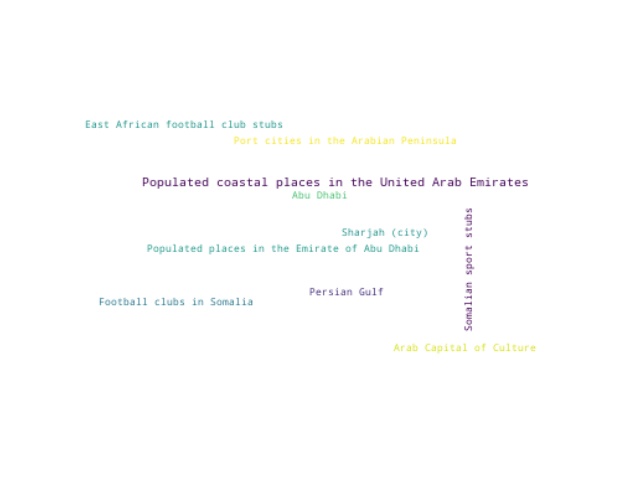 East African football club stubs
Port cities in the Arabian Peninsula
Populated coastal places in the United Arab Emirates
Abu Dhabi
Sharjah (city)
Populated places in the Emirate of Abu Dhabi
Somalian sport stubs
Persian Gulf
Football clubs in Somalia
Arab Capital of Culture